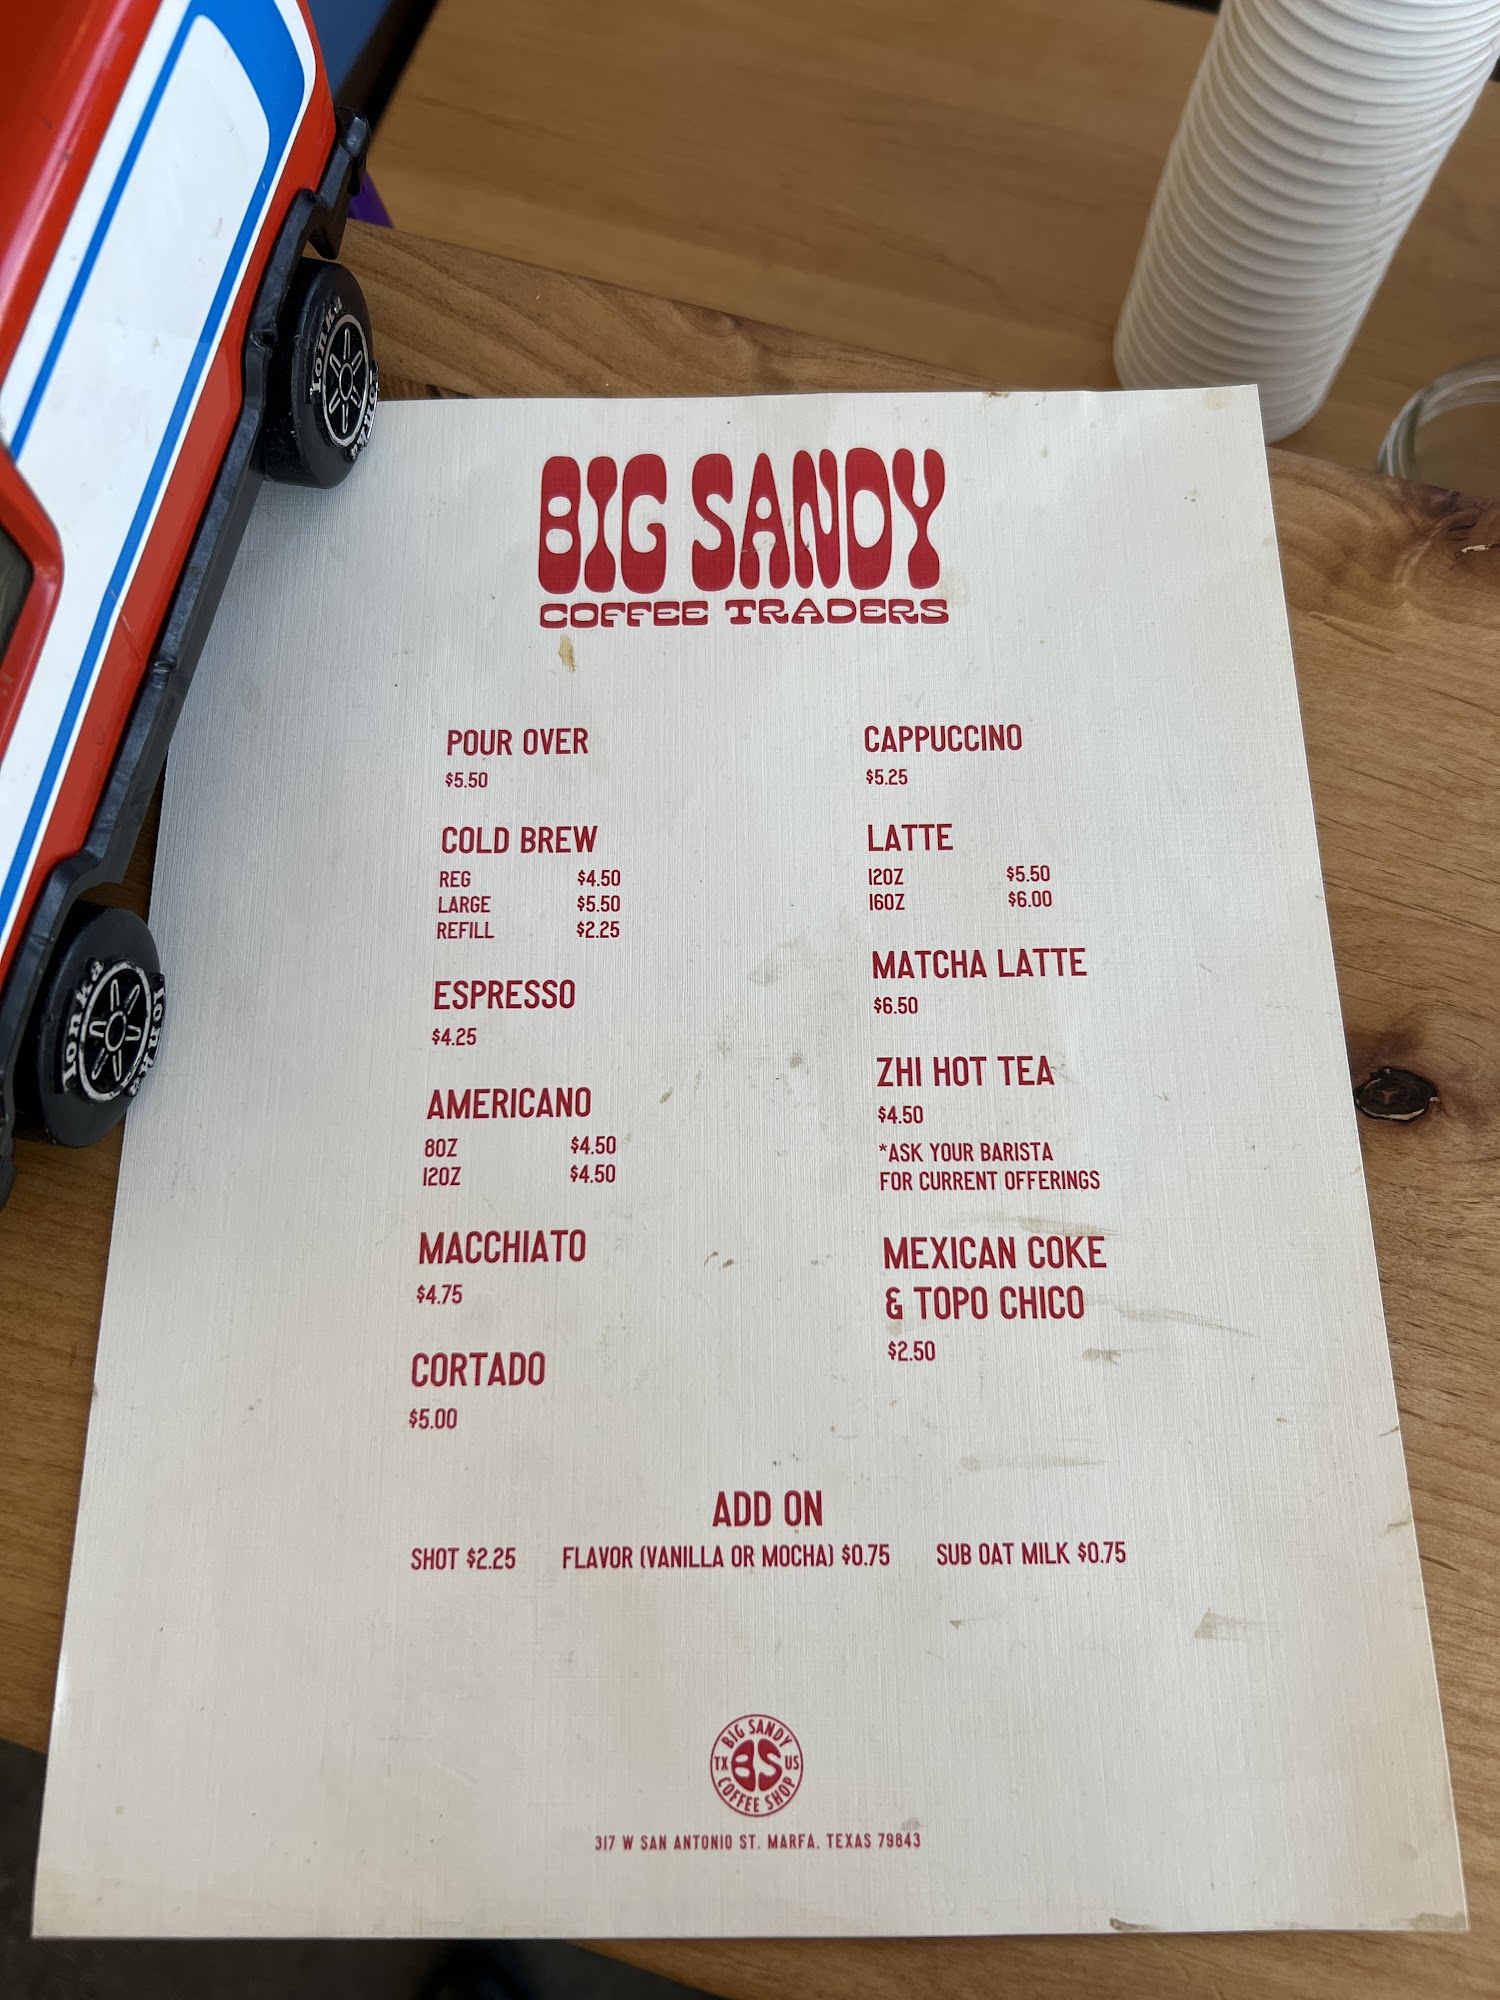 BIG SANDY
COFFEE TRADERS
POUR OVER
$5.50
COLD BREW
REG $4.50
LARGE $5.50
REFILL $2.25
ESPRESSO
$4.25
AMERICANO
8OZ $4.50
12OZ $4.50
MACCHIATO
$4.75
CORTADO
$5.00
CAPPUCCINO
$5.25
LATTE
12OZ $5.50
16OZ $6.00
MATCHA LATTE
$6.50
ZHI HOT TEA
$4.50
*ASK YOUR BARISTA
FOR CURRENT OFFERINGS
MEXICAN COKE
& TOPO CHICO
$2.50
ADD ON
SHOT $2.25 FLAVOR (VANILLA OR MOCHA) $0.75 SUB OAT MILK $0.75
BIG SANDY
TX BS US
COFFEE SHOP
317 W SAN ANTONIO ST. MARFA, TEXAS 79843
Tonka
Tonka
Tonka
Tonka